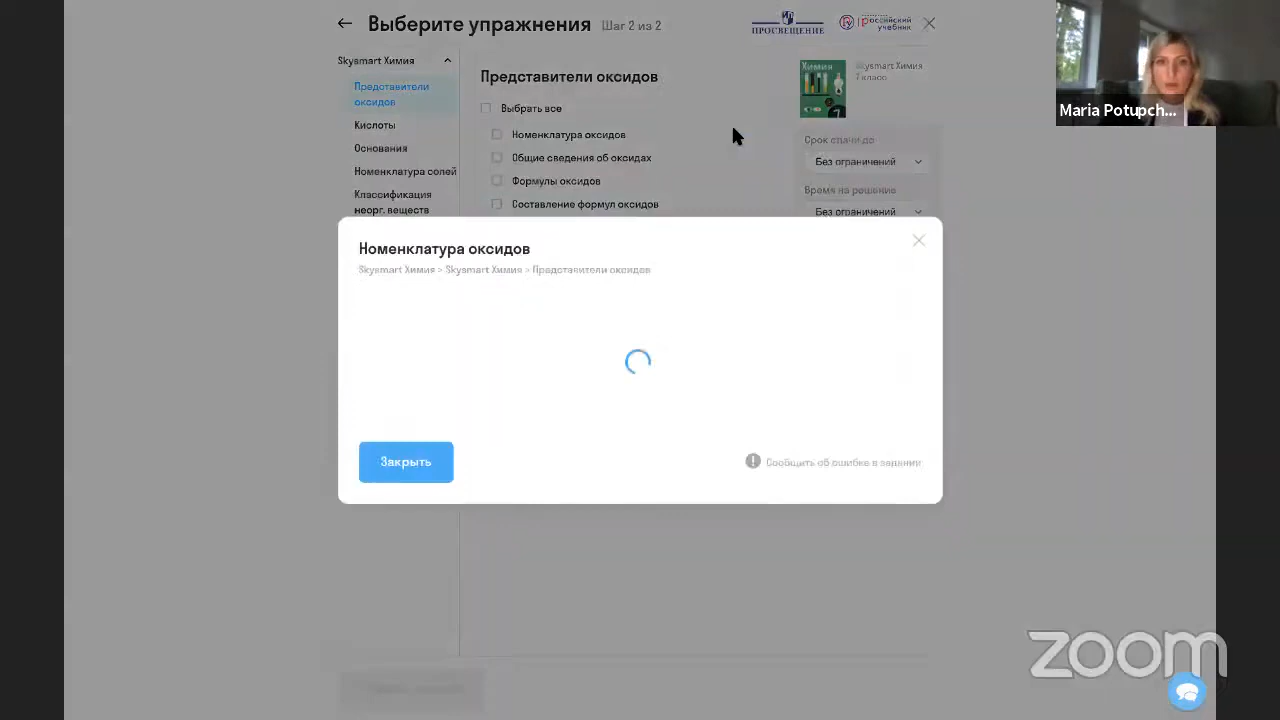 Выберите упражнения Шаг 2 из 2
ПРОСВЕЩЕНИЕ
российский
учебник
Maria Potupch...
Skysmart Химия
Представители
оксидов
Кислоты
Основания
Номенклатура солей
Классификация
неорг. веществ
Представители оксидов
Выбрать все
Номенклатура оксидов
Общие сведения об оксидах
Формулы оксидов
Составление формул оксидов
Химия
7
Skysmart Химия
7 класс
Срок сдачи до
Без ограничений
Время на решение
Без ограничений
Номенклатура оксидов
Skysmart Химия > Skysmart Химия > Представители оксидов
Закрыть
Сообщить об ошибке в задании
zoom